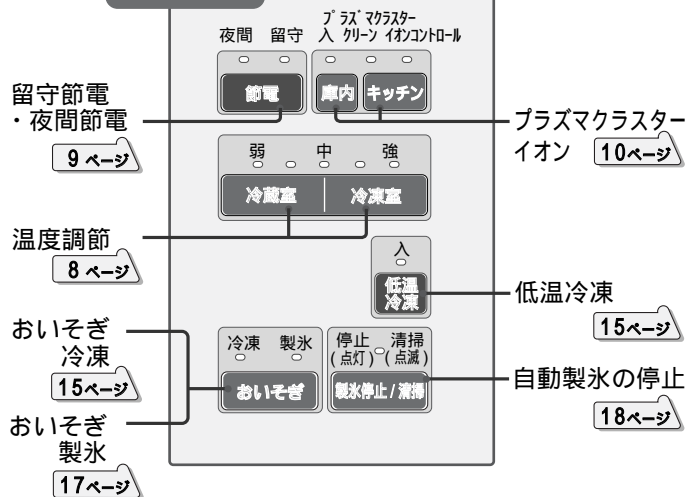 プラズマクラスター
夜間 留守 入 クリーン イオンコントロール
節電 庫内 キッチン
留守節電
・夜間節電
9 ページ
プラズマクラスター
イオン 10ページ
弱 中 強
冷蔵室 冷凍室
温度調節
8 ページ
入
低温
冷凍
低温冷凍
15ページ
おいそぎ
冷凍
15ページ
おいそぎ
製氷
17ページ
冷凍 製氷
おいそぎ
停止 清掃
(点灯) (点滅)
製氷停止 / 清掃
自動製氷の停止
18ページ